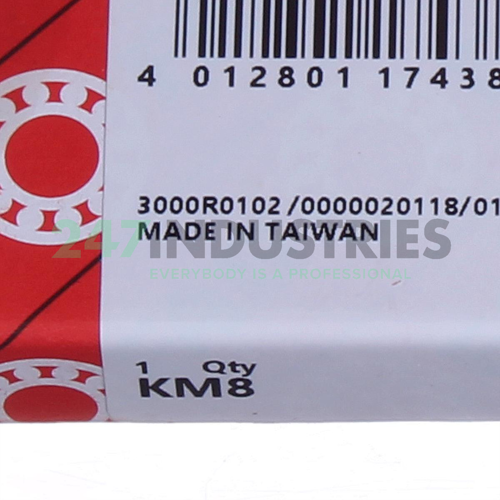 4 012801 17438
3000R0102 /0000020118/01
MADE IN TAIWAN
247INDUSTRIES
EVERYBODY IS A PROFESSIONAL
1 Qty
KM8